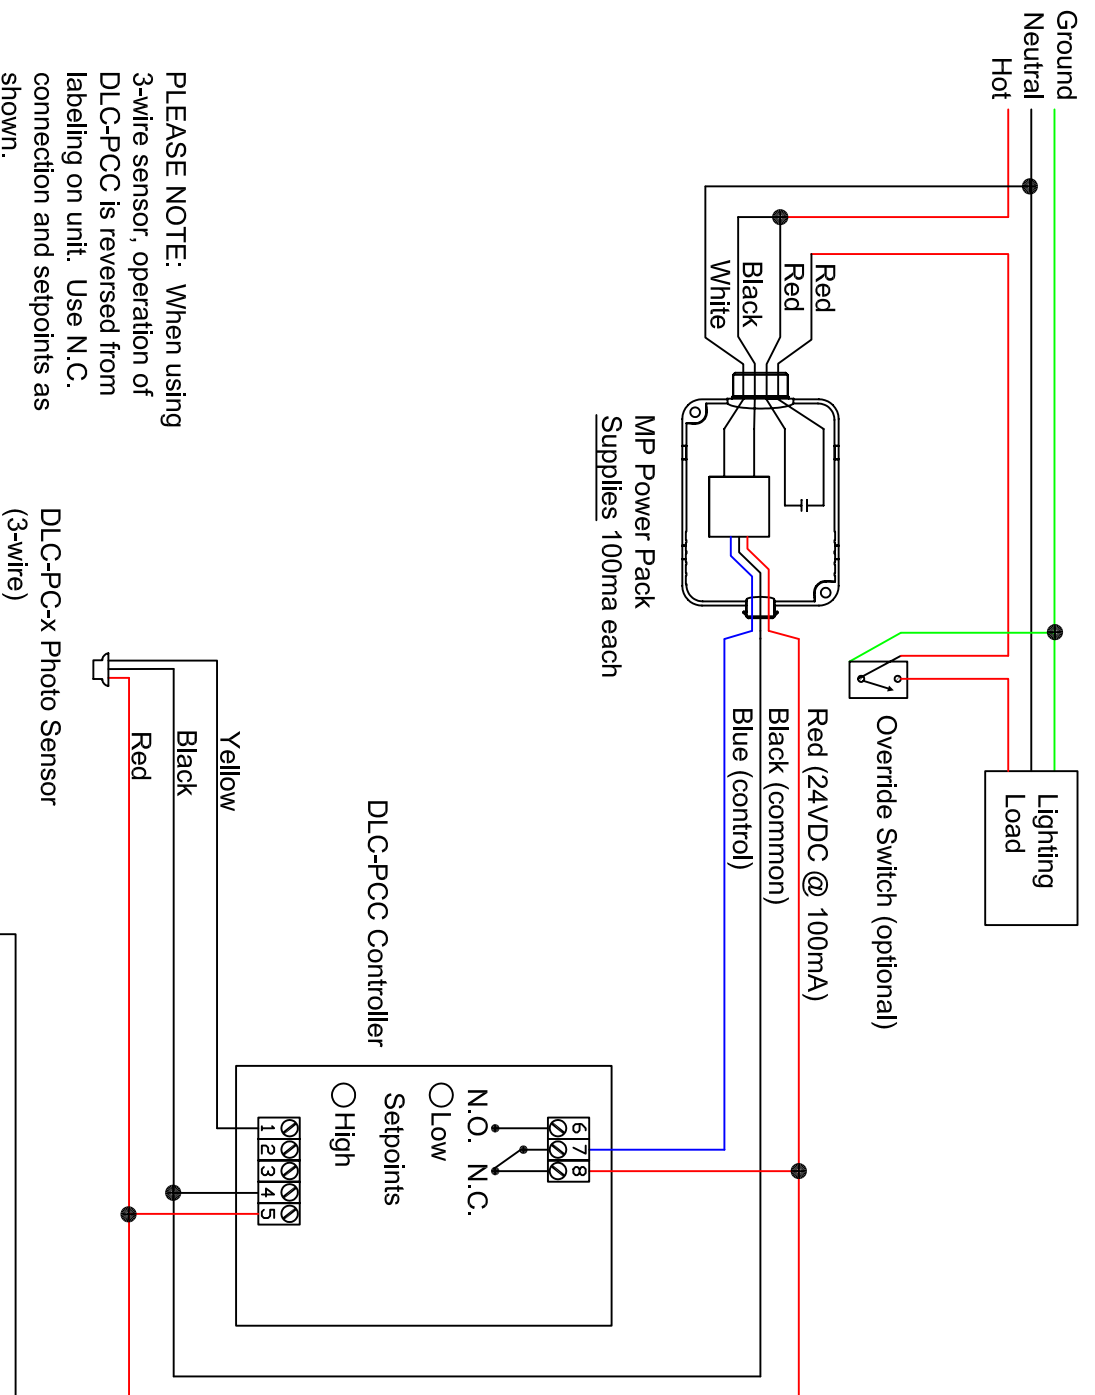 Ground
Neutral
Hot
Red
Red
Black
White
MP Power Pack
Supplies 100ma each
Override Switch (optional)
Lighting
Load
Red (24VDC @ 100mA)
Black (common)
Blue (control)
PLEASE NOTE: When using
3-wire sensor, operation of
DLC-PCC is reversed from
labeling on unit. Use N.C.
connection and setpoints as
shown.
DLC-PC-x Photo Sensor
(3-wire)
Yellow
Black
Red
DLC-PCC Controller
6 7 8
N.O. N.C.
Low
Setpoints
High
1 2 3 4 5